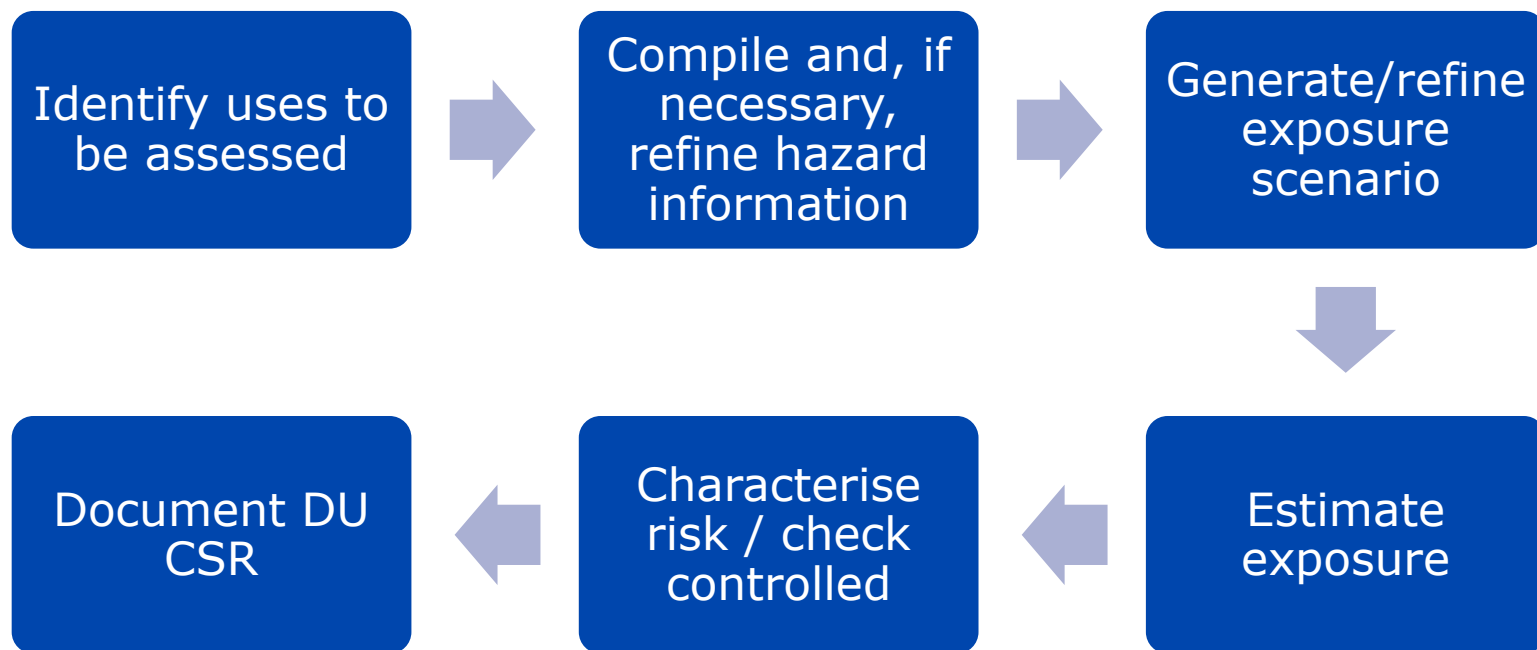 Identify uses to
be assessed
Compile and, if
necessary,
refine hazard
information
Generate/refine
exposure
scenario
Estimate
exposure
Characterise
risk / check
controlled
Document DU
CSR